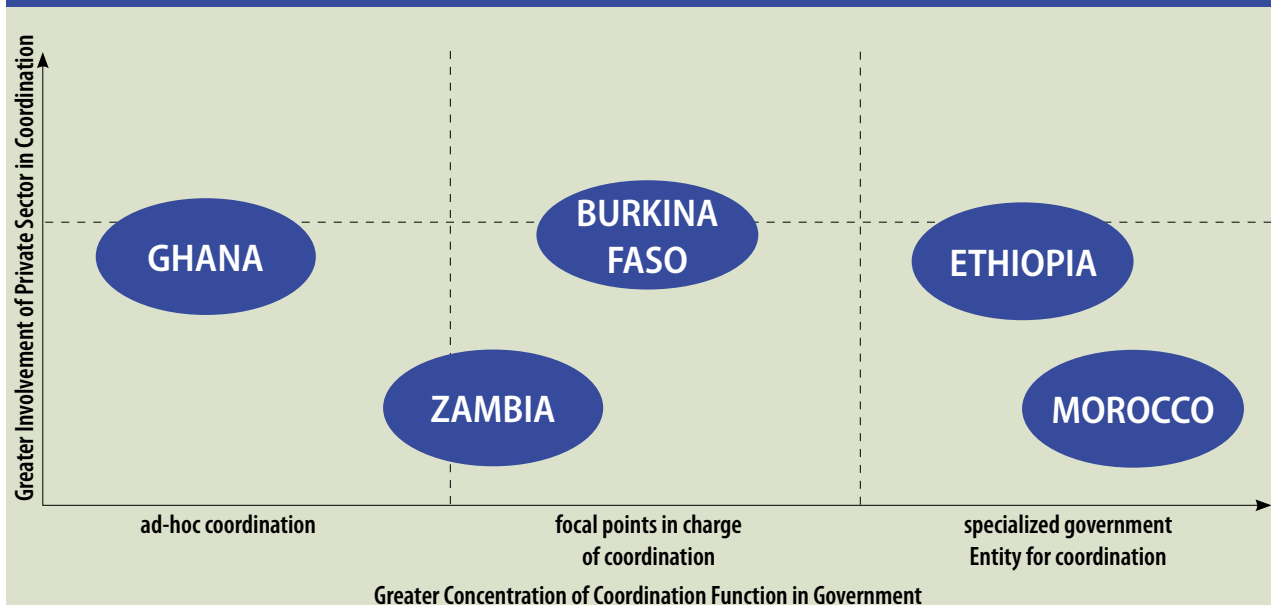 Greater Involvement of Private Sector in Coordination
BURKINA
FASO
GHANA
ETHIOPIA
ZAMBIA
MOROCCO
ad-hoc coordination
focal points in charge
of coordination
specialized government
Entity for coordination
Greater Concentration of Coordination Function in Government